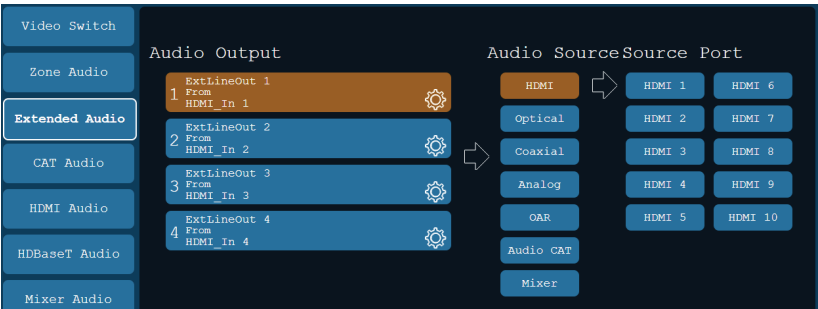 Video Switch
Zone Audio
Extended Audio
CAT Audio
HDMI Audio
HDBaseT Audio
Mixer Audio
Audio Output
1
ExtLineOut 1
From
HDMI_In 1
2
ExtLineOut 2
From
HDMI_In 2
3
ExtLineOut 3
From
HDMI_In 3
4
ExtLineOut 4
From
HDMI_In 4
Audio Source
HDMI
Optical
Coaxial
Analog
OAR
Audio CAT
Mixer
Source Port
HDMI 1
HDMI 6
HDMI 2
HDMI 7
HDMI 3
HDMI 8
HDMI 4
HDMI 9
HDMI 5
HDMI 10